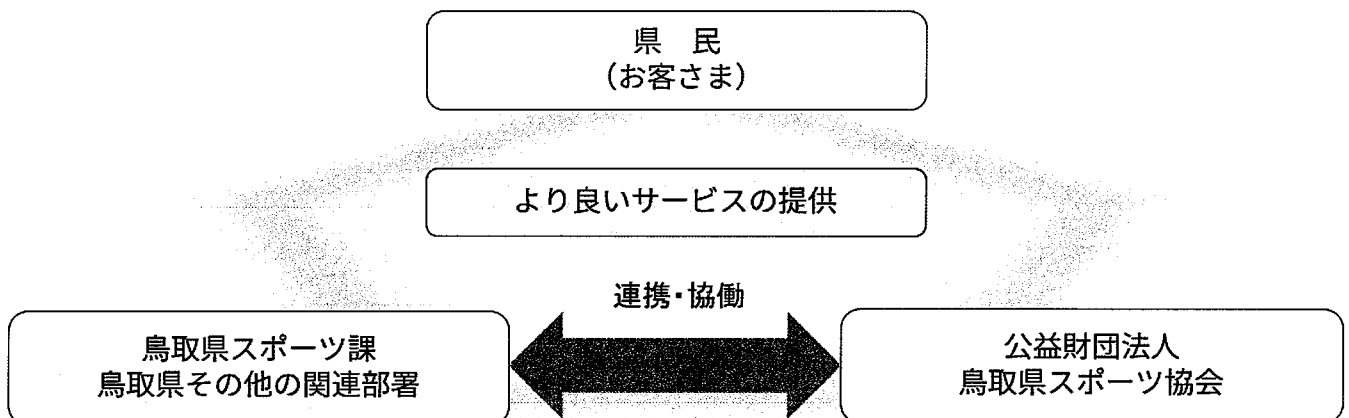 県　民
（お客さま）
より良いサービスの提供
連携・協働
鳥取県スポーツ課
鳥取県その他の関連部署
公益財団法人
鳥取県スポーツ協会